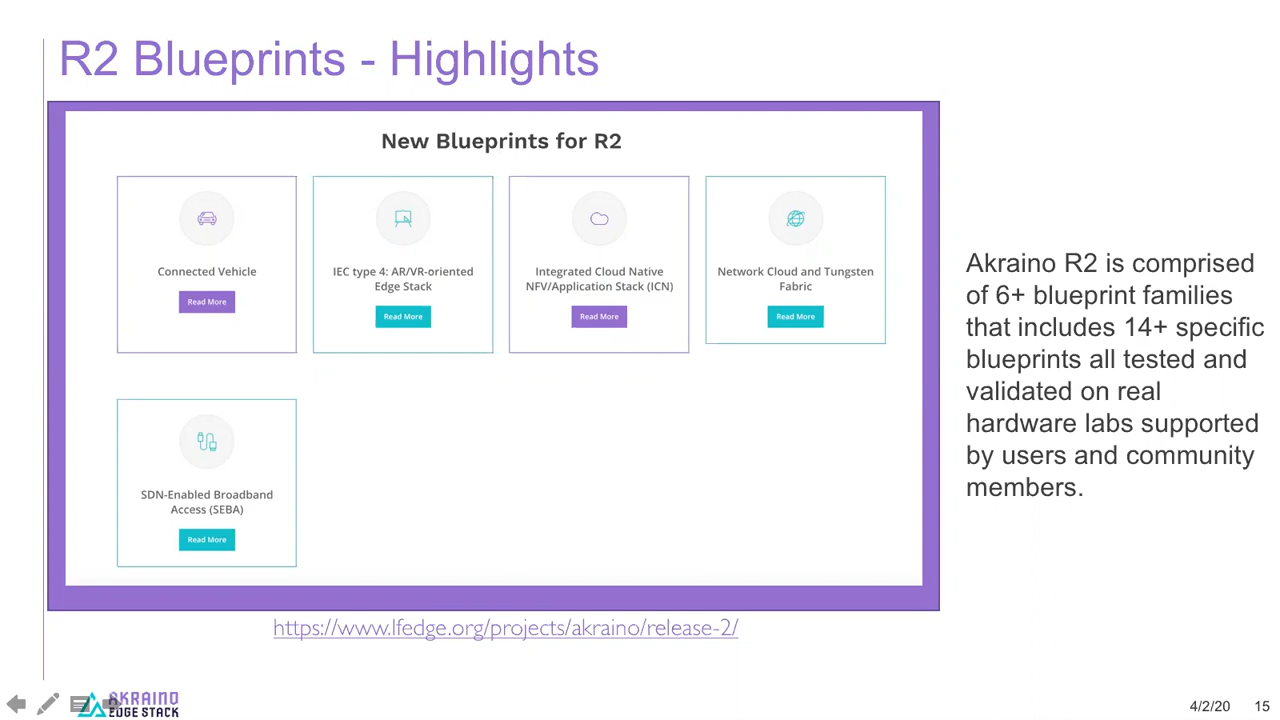 R2 Blueprints - Highlights
New Blueprints for R2
Connected Vehicle
Read More
IEC type 4: AR/VR-oriented
Edge Stack
Read More
Integrated Cloud Native
NFV/Application Stack (ICN)
Read More
Network Cloud and Tungsten
Fabric
Read More
SDN-Enabled Broadband
Access (SEBA)
Read More
Akraino R2 is comprised
of 6+ blueprint families
that includes 14+ specific
blueprints all tested and
validated on real
hardware labs supported
by users and community
members.
https://www.lfedge.org/projects/akraino/release-2/
AKRAINO
EDGE STACK
4/2/20 15